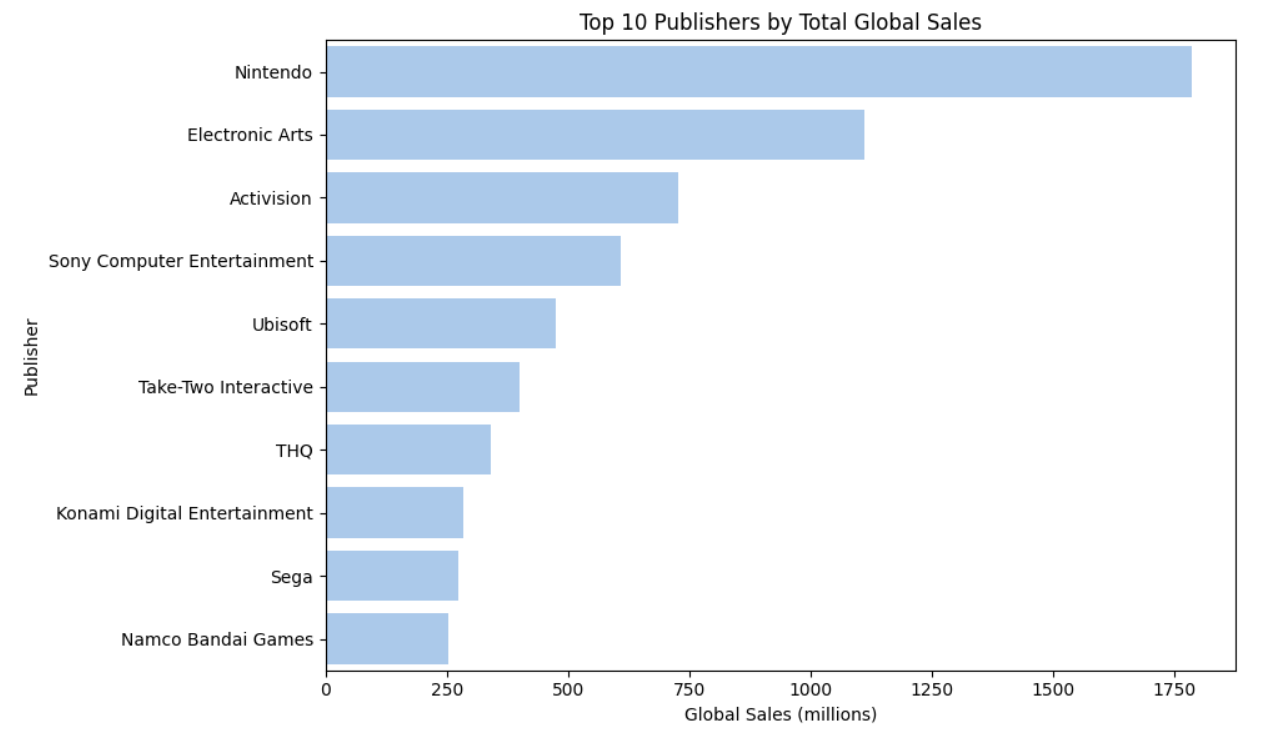 Top 10 Publishers by Total Global Sales
Nintendo
Electronic Arts
Activision
Sony Computer Entertainment
Ubisoft
Take-Two Interactive
THQ
Konami Digital Entertainment
Sega
Namco Bandai Games
Publisher
0 250 500 750 1000 1250 1500 1750
Global Sales (millions)